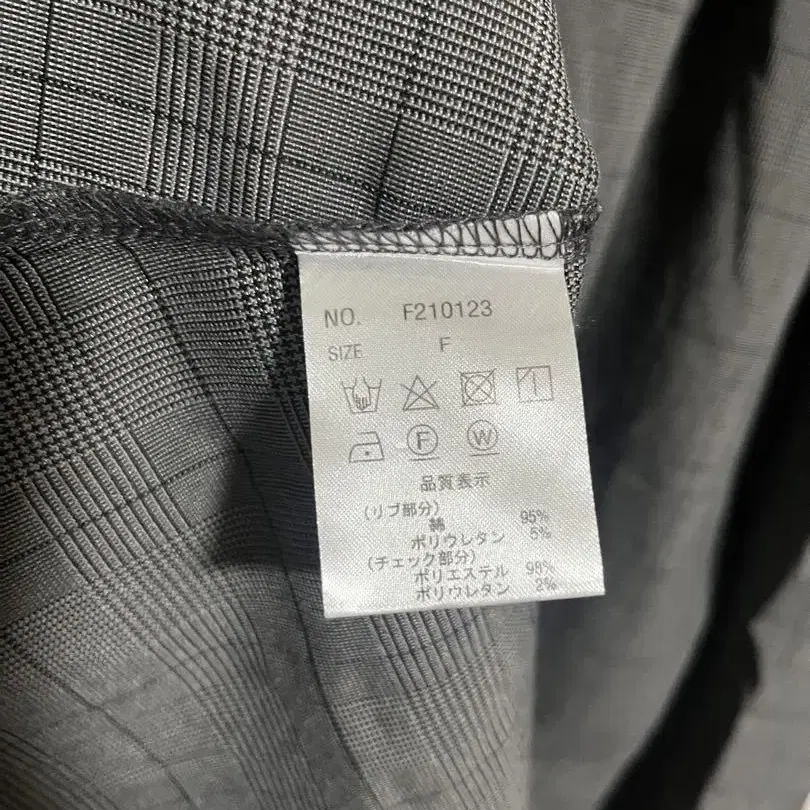 NO. F210123
SIZE F
F W
品質表示
(リブ部分)
綿 95%
ポリウレタン 5%
(チェック部分)
ポリエステル 98%
ポリウレタン 2%